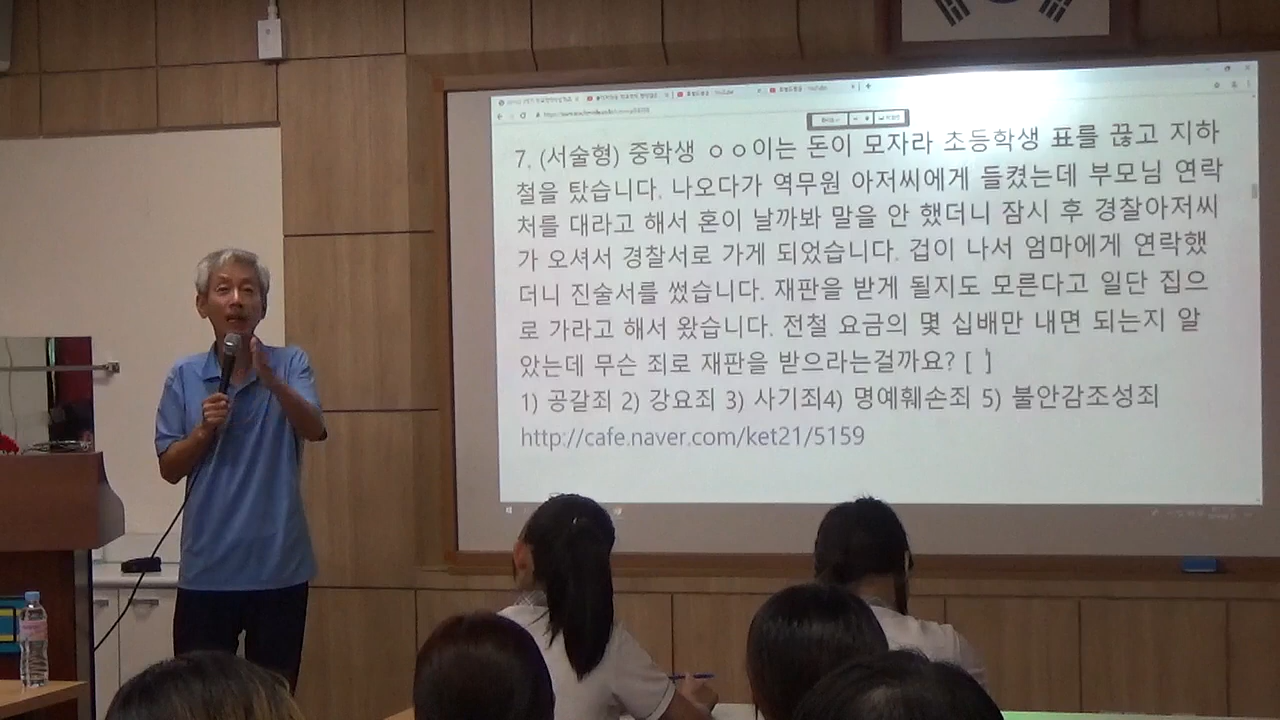 7. (서술형) 중학생 ㅇㅇ이는 돈이 모자라 초등학생 표를 끊고 지하
철을 탔습니다. 나오다가 역무원 아저씨에게 들켰는데 부모님 연락
처를 대라고 해서 혼이 날까봐 말을 안 했더니 잠시 후 경찰아저씨
가 오셔서 경찰서로 가게 되었습니다. 겁이 나서 엄마에게 연락했
더니 진술서를 썼습니다. 재판을 받게 될지도 모른다고 일단 집으
로 가라고 해서 왔습니다. 전철 요금의 몇 십배만 내면 되는지 알
았는데 무슨 죄로 재판을 받으라는걸까요? [ ]
1) 공갈죄 2) 강요죄 3) 사기죄4) 명예훼손죄 5) 불안감조성죄
http://cafe.naver.com/ket21/5159